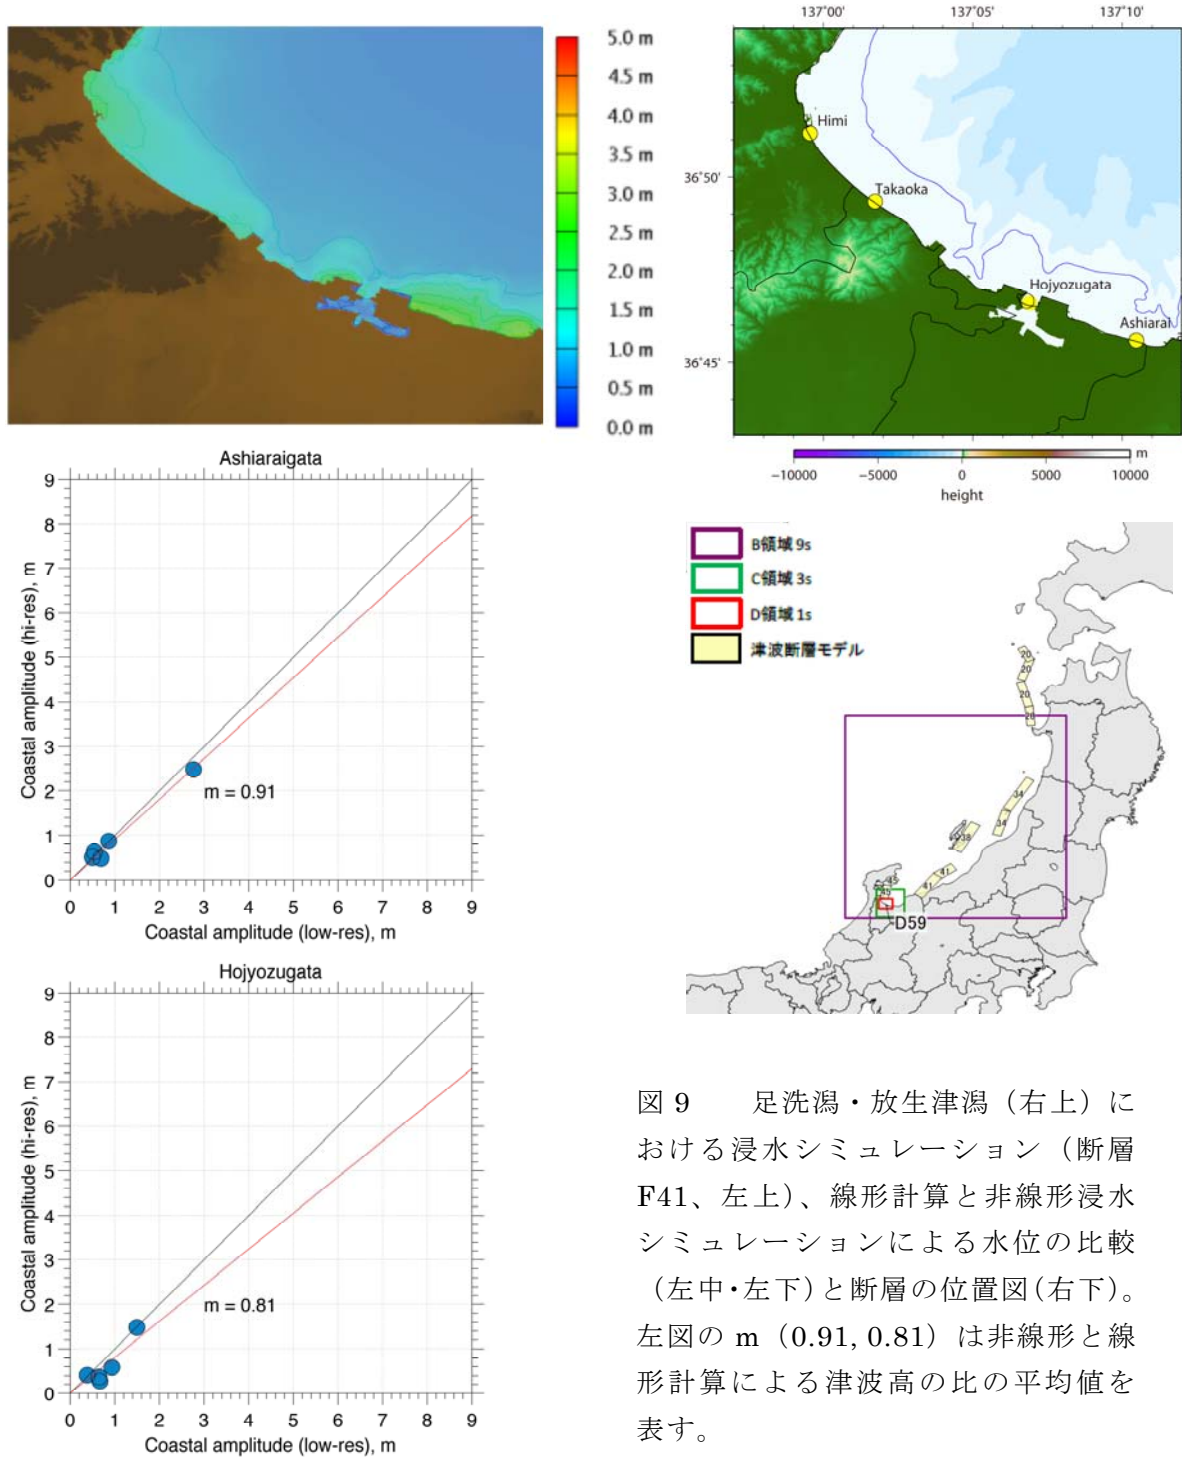 5.0 m
4.5 m
4.0 m
3.5 m
3.0 m
2.5 m
2.0 m
1.5 m
1.0 m
0.5 m
0.0 m
137°00' 137°05' 137°10'
36°50'
36°45'
Himi
Takaoka
Hojyozugata
Ashiarai
−10000 −5000 0 5000 10000 m
height
Ashiaraigata
Coastal amplitude (hi-res), m
9
8
7
6
5
4
3
2
1
0
m = 0.91
0 1 2 3 4 5 6 7 8 9
Coastal amplitude (low-res), m
B領域 9s
C領域 3s
D領域 1s
津波断層モデル
20
20
20
20
34
34
38
41
41
45
45
D59
Hojyozugata
Coastal amplitude (hi-res), m
9
8
7
6
5
4
3
2
1
0
m = 0.81
0 1 2 3 4 5 6 7 8 9
Coastal amplitude (low-res), m
図 9 足洗潟・放生津潟（右上）に
おける浸水シミュレーション（断層
F41、左上）、線形計算と非線形浸水
シミュレーションによる水位の比較
（左中・左下）と断層の位置図（右下）。
左図の m（0.91, 0.81）は非線形と線
形計算による津波高の比の平均値を
表す。